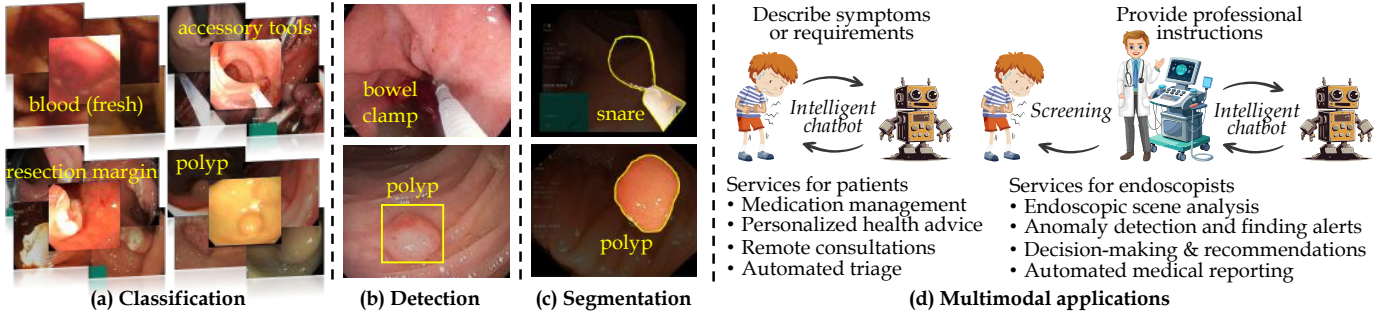 accessory tools
blood (fresh)
resection margin
polyp
(a) Classification
bowel
clamp
polyp
(b) Detection
snare
polyp
(c) Segmentation
Describe symptoms
or requirements
Intelligent
chatbot
Provide professional
instructions
Screening
Intelligent
chatbot
Services for patients
• Medication management
• Personalized health advice
• Remote consultations
• Automated triage
Services for endoscopists
• Endoscopic scene analysis
• Anomaly detection and finding alerts
• Decision-making & recommendations
• Automated medical reporting
(d) Multimodal applications